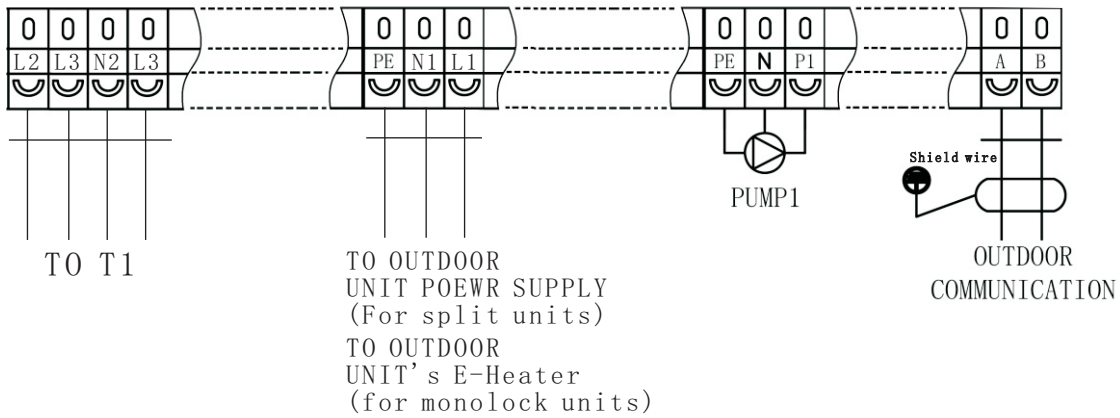 0 0 0 0 0 0 0 0 0 0 0 0
L2 L3 N2 L3 PE N1 L1 PE N P1 A B
Shield wire
PUMP1
TO T1
TO OUTDOOR
UNIT POEWR SUPPLY
(For split units)
TO OUTDOOR
UNIT's E-Heater
(for monolock units)
OUTDOOR
COMMUNICATION